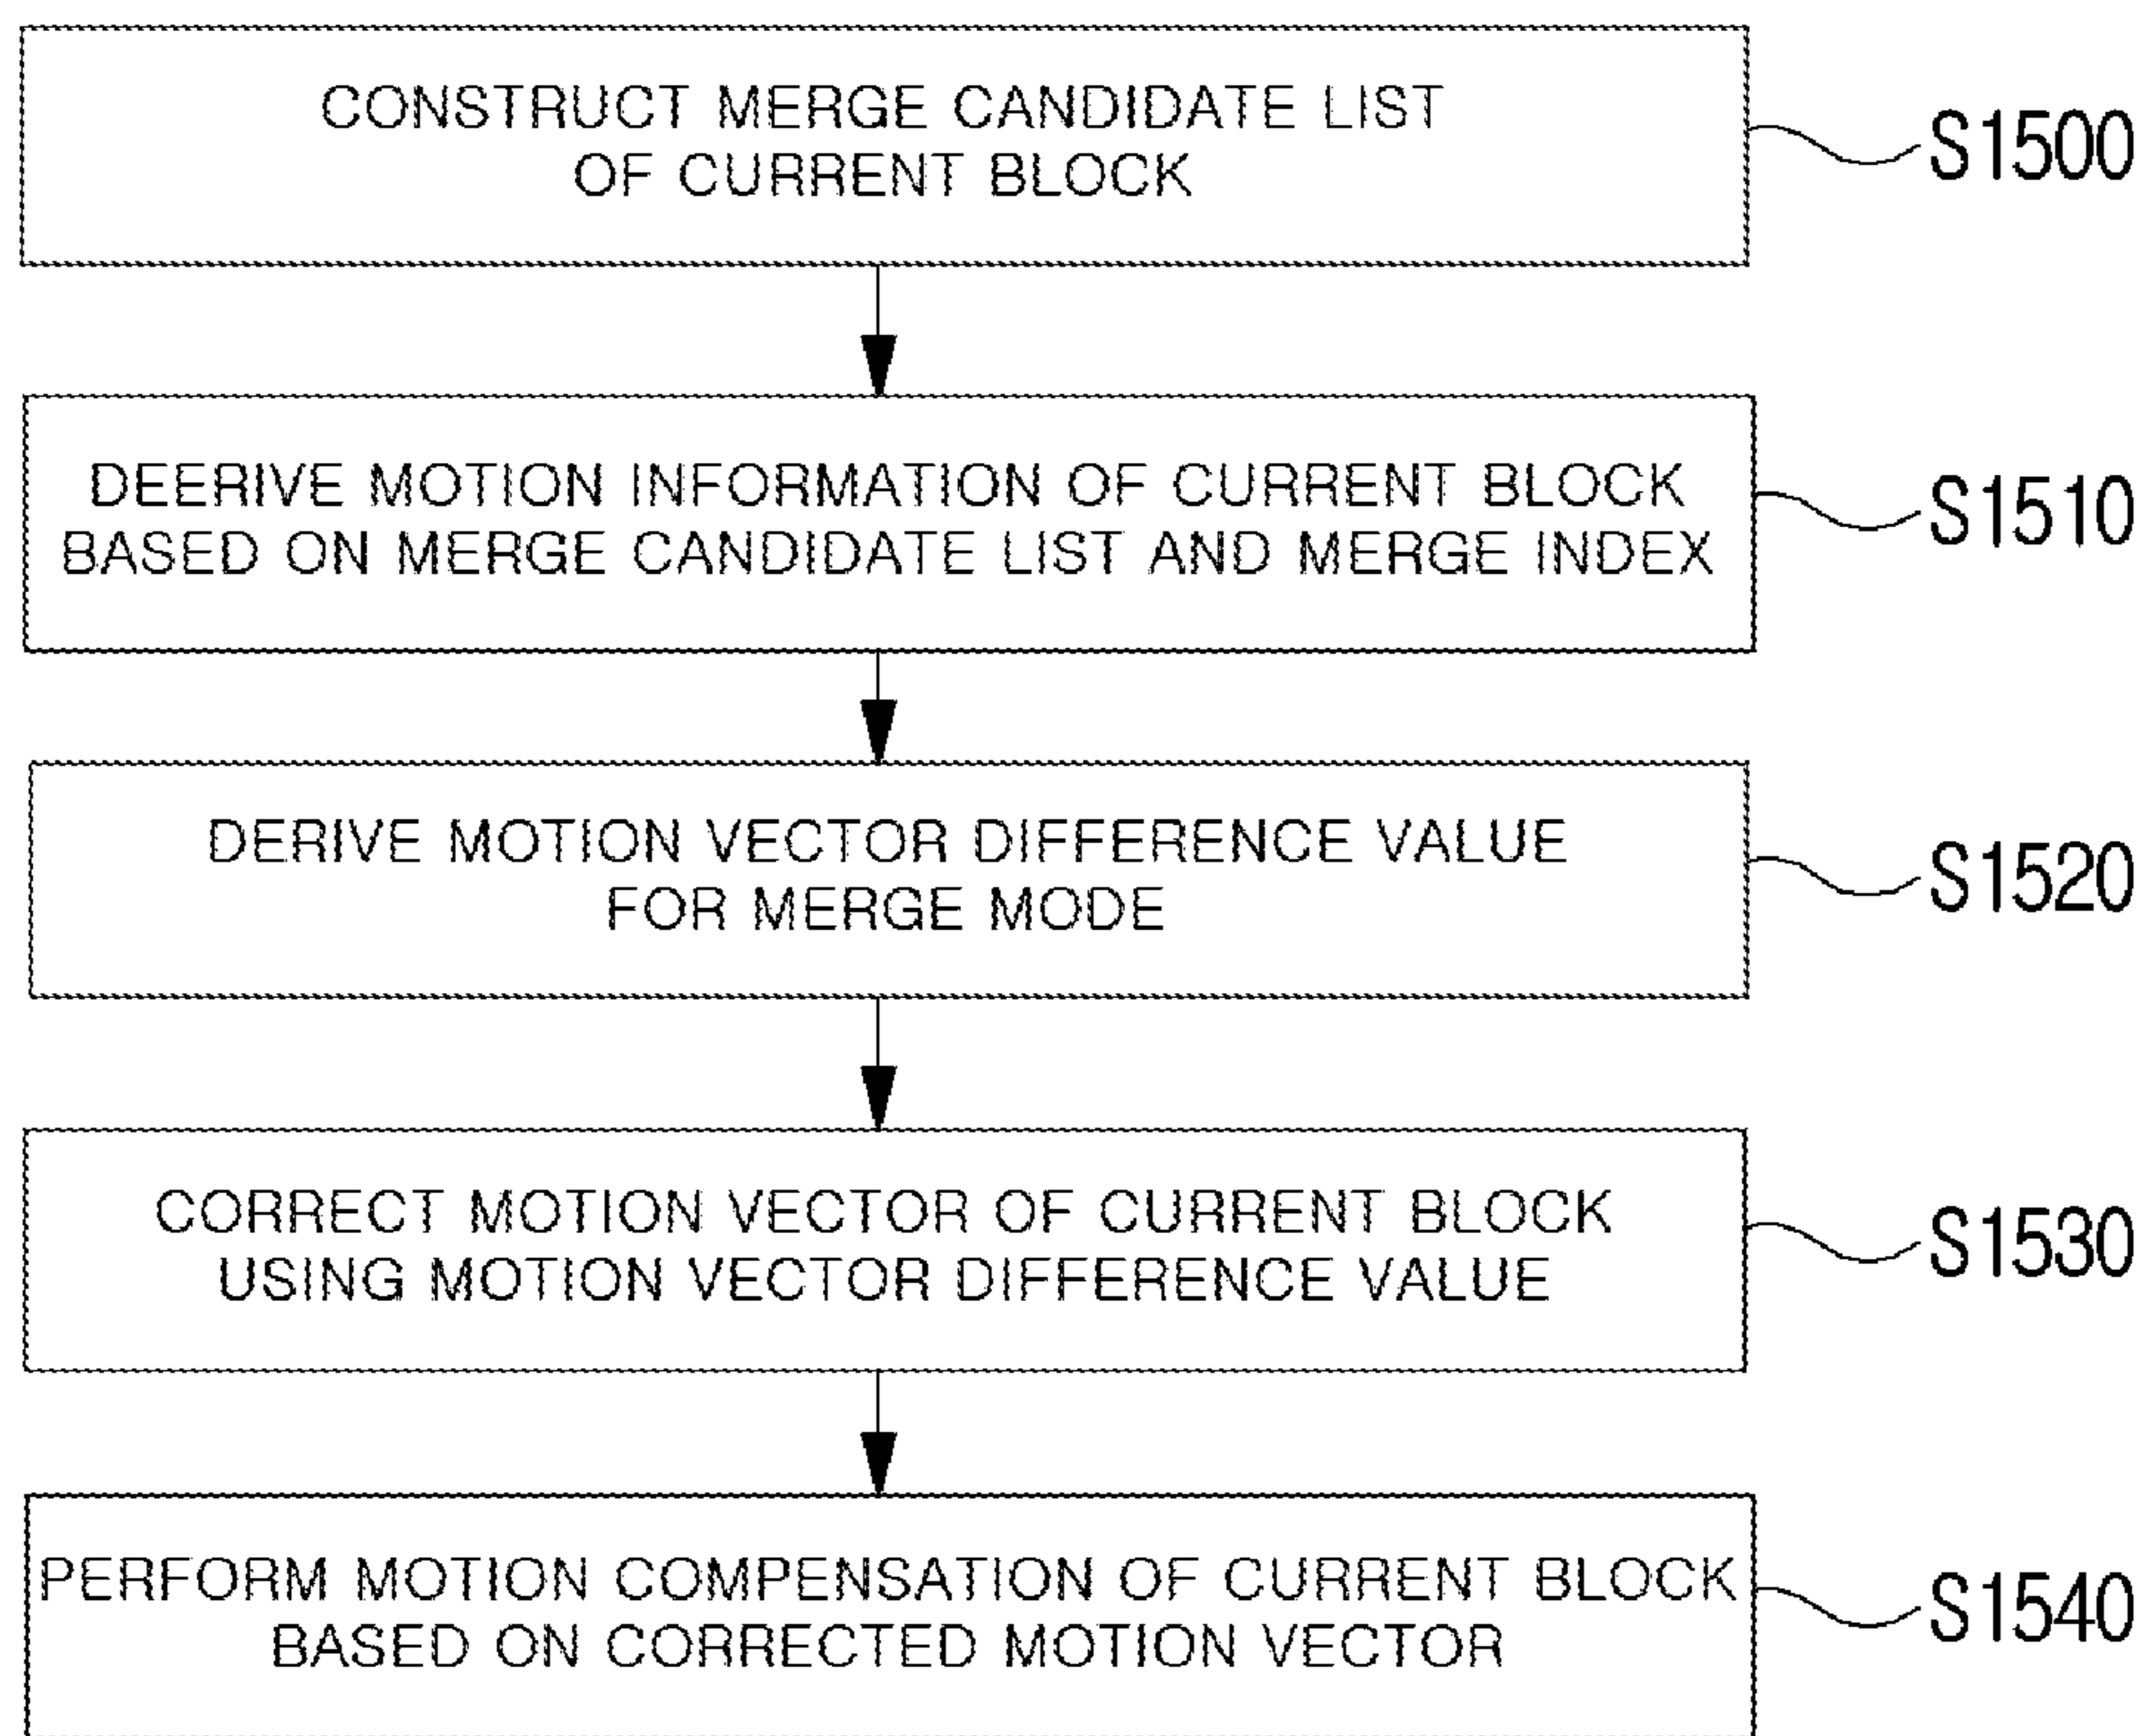 CONSTRUCT MERGE CANDIDATE LIST
OF CURRENT BLOCK
S1500
DEERIVE MOTION INFORMATION OF CURRENT BLOCK
BASED ON MERGE CANDIDATE LIST AND MERGE INDEX
S1510
DERIVE MOTION VECTOR DIFFERENCE VALUE
FOR MERGE MODE
S1520
CORRECT MOTION VECTOR OF CURRENT BLOCK
USING MOTION VECTOR DIFFERENCE VALUE
S1530
PERFORM MOTION COMPENSATION OF CURRENT BLOCK
BASED ON CORRECTED MOTION VECTOR
S1540